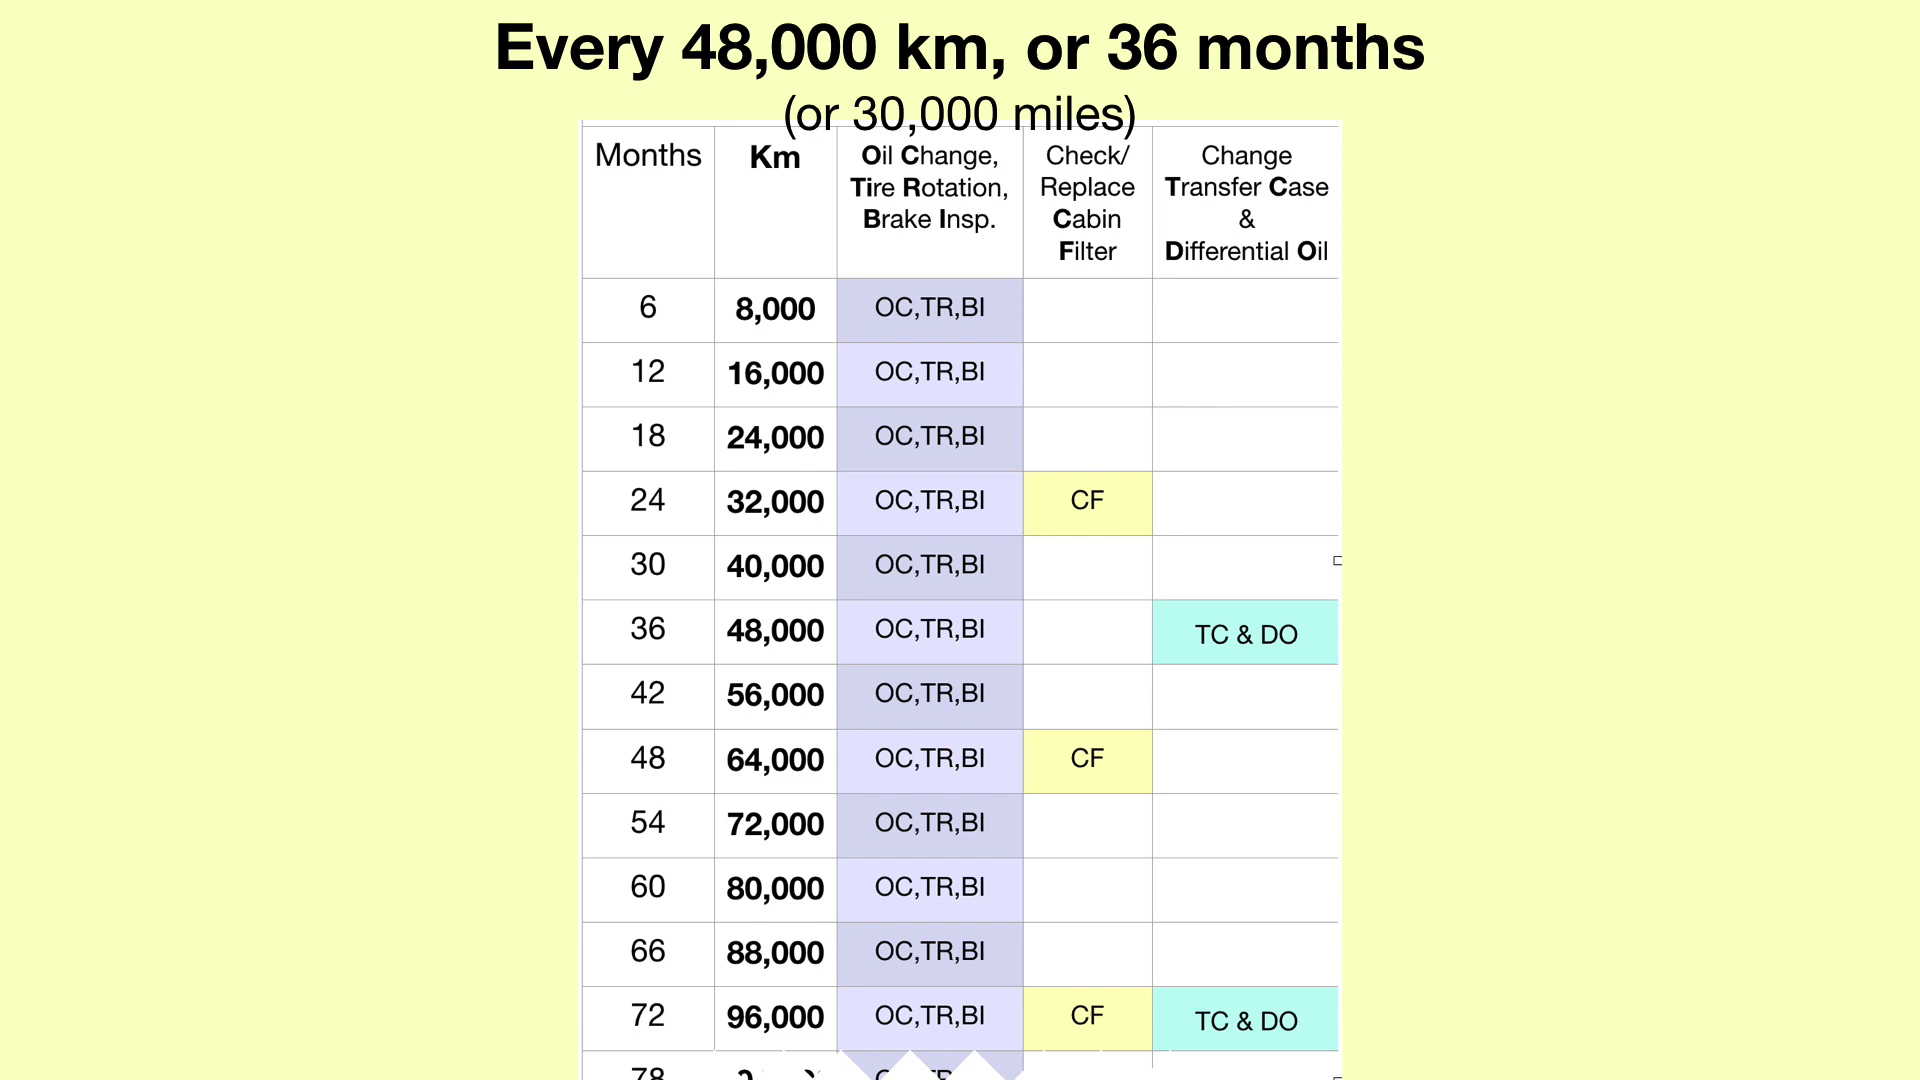 Every 48,000 km, or 36 months
(or 30,000 miles)
Months Km Oil Change, Tire Rotation, Brake Insp. Check/ Replace Cabin Filter Change Transfer Case & Differential Oil
6 8,000 OC,TR,BI
12 16,000 OC,TR,BI
18 24,000 OC,TR,BI
24 32,000 OC,TR,BI CF
30 40,000 OC,TR,BI
36 48,000 OC,TR,BI TC & DO
42 56,000 OC,TR,BI
48 64,000 OC,TR,BI CF
54 72,000 OC,TR,BI
60 80,000 OC,TR,BI
66 88,000 OC,TR,BI
72 96,000 OC,TR,BI CF TC & DO
78